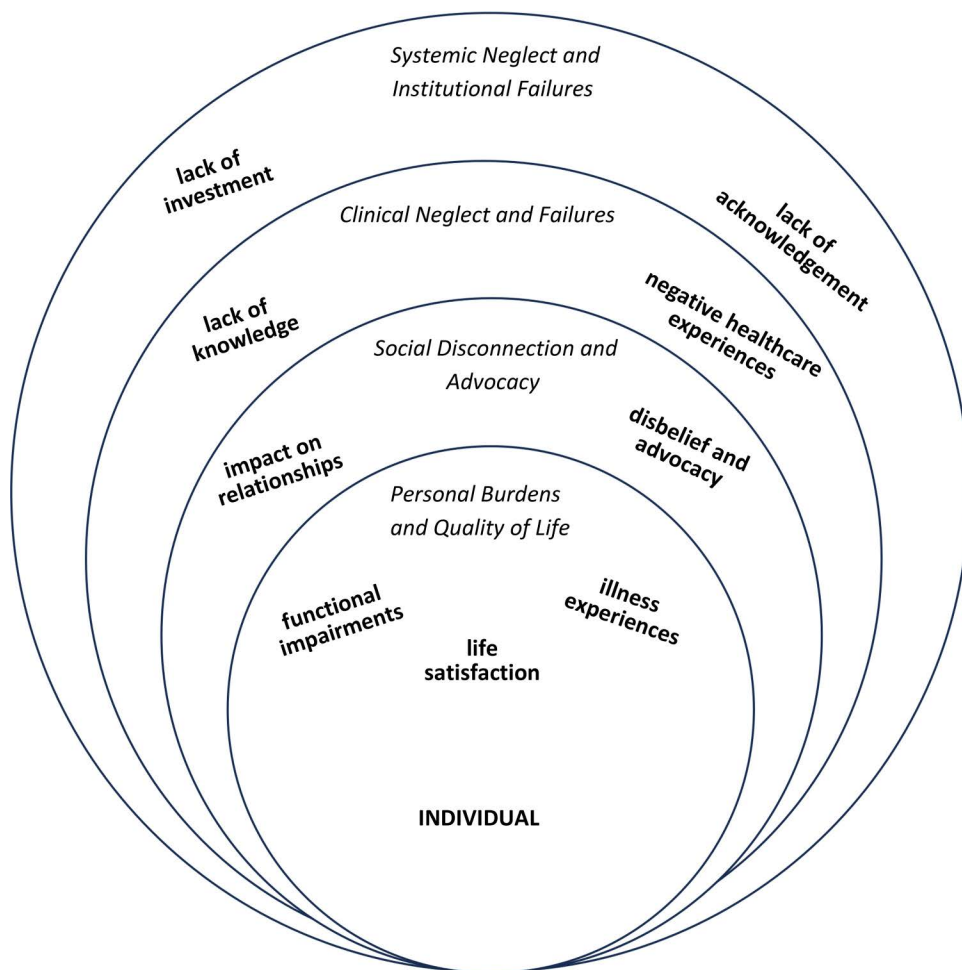 Systemic Neglect and
Institutional Failures
lack of
investment
lack of
acknowledgement
Clinical Neglect and Failures
lack of
knowledge
negative healthcare
experiences
Social Disconnection and
Advocacy
impact on
relationships
disbelief and
advocacy
Personal Burdens
and Quality of Life
functional
impairments
illness
experiences
life
satisfaction
INDIVIDUAL